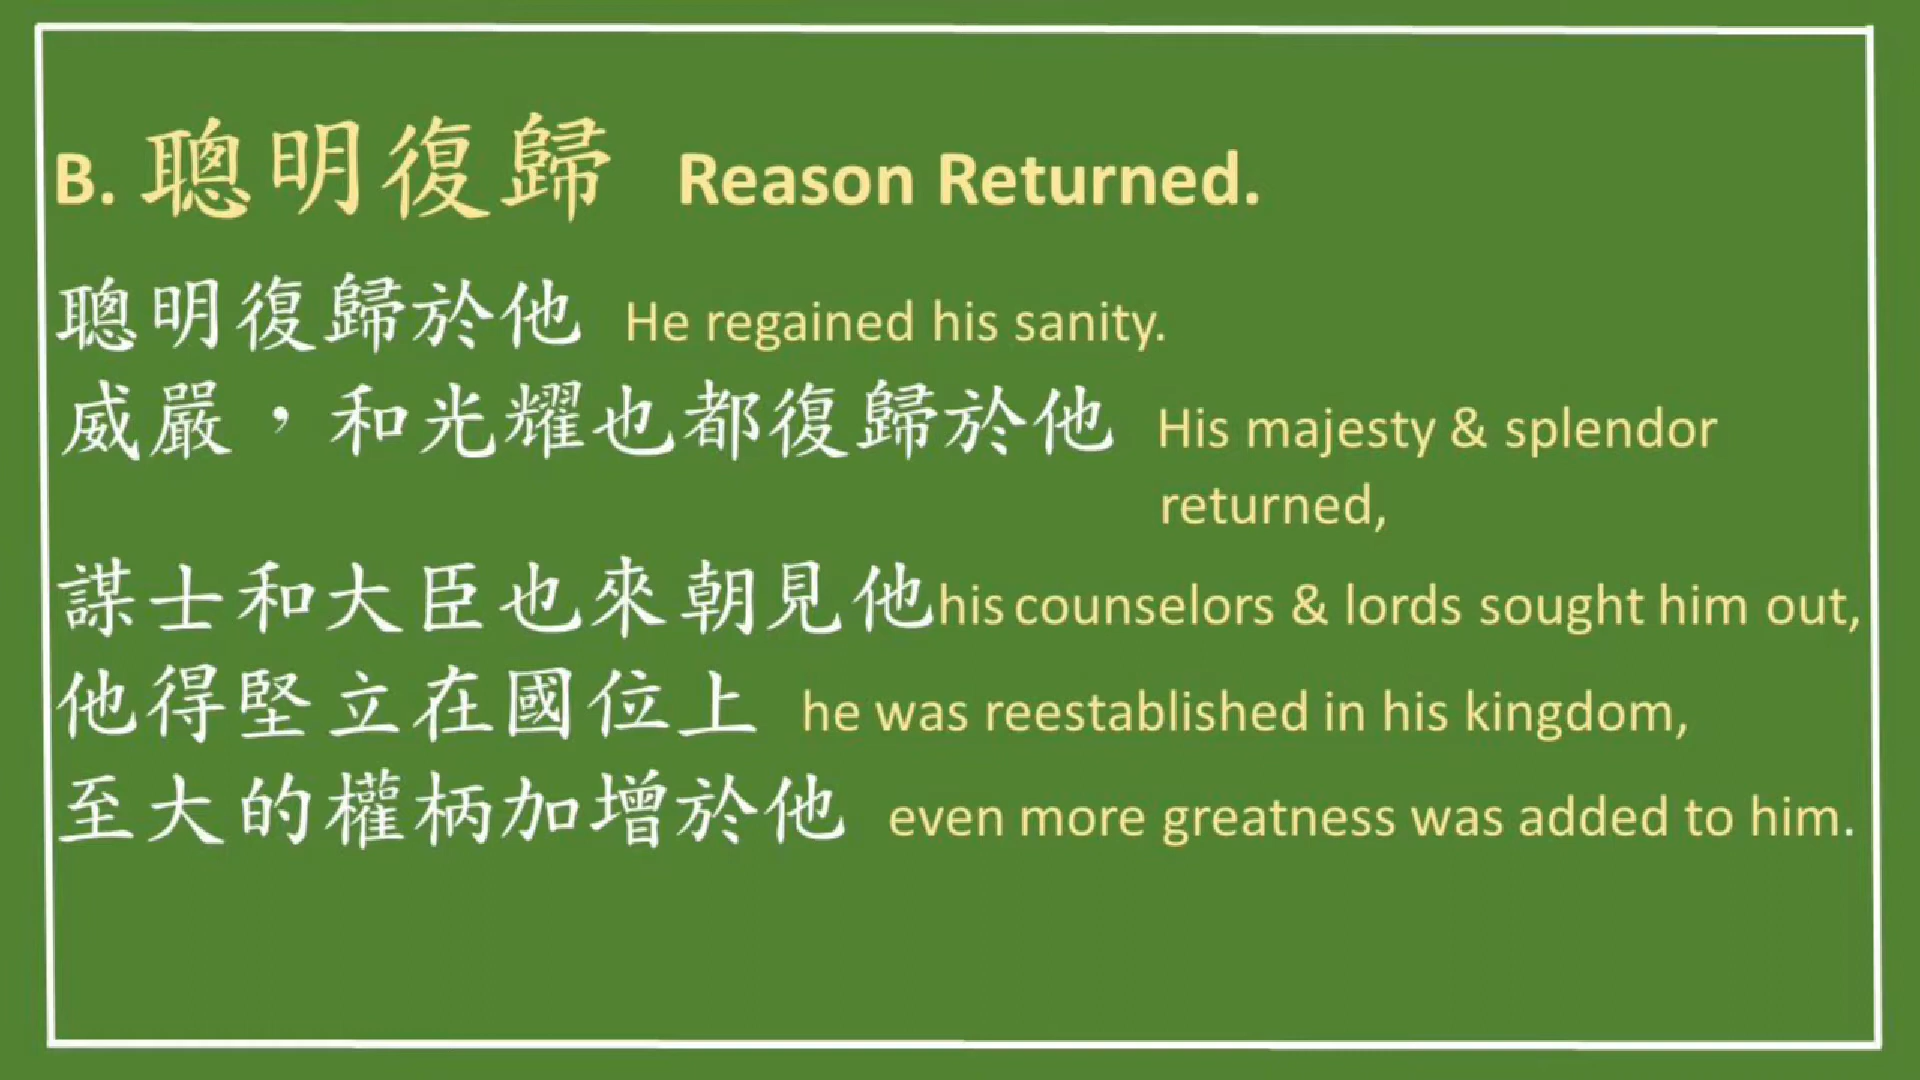 B. 聰明復歸 Reason Returned.
聰明復歸於他 He regained his sanity.
威嚴，和光耀也都復歸於他 His majesty & splendor
returned,
謀士和大臣也來朝見他his counselors & lords sought him out,
他得堅立在國位上 he was reestablished in his kingdom,
至大的權柄加增於他 even more greatness was added to him.